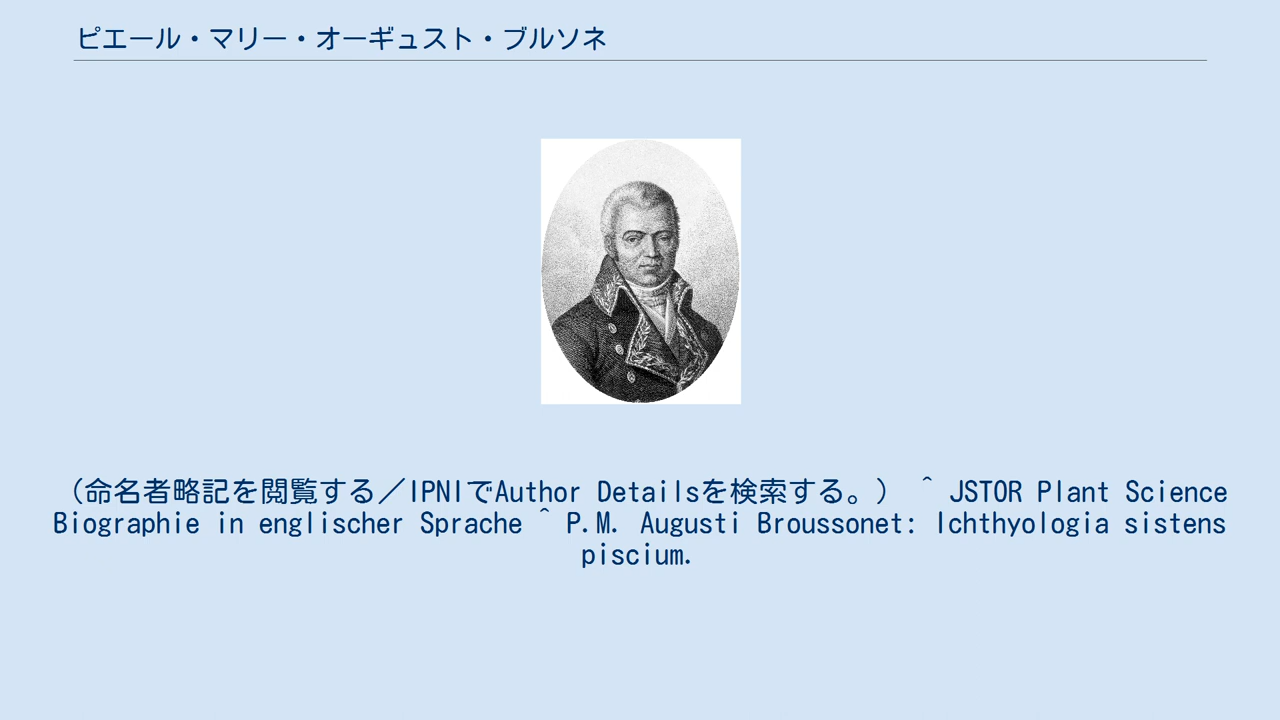 ピエール・マリー・オーギュスト・ブルソネ
（命名者略記を閲覧する／IPNIでAuthor Detailsを検索する。） ^ JSTOR Plant Science
Biographie in englischer Sprache ^ P.M. Augusti Broussonet: Ichthyologia sistens
piscium.